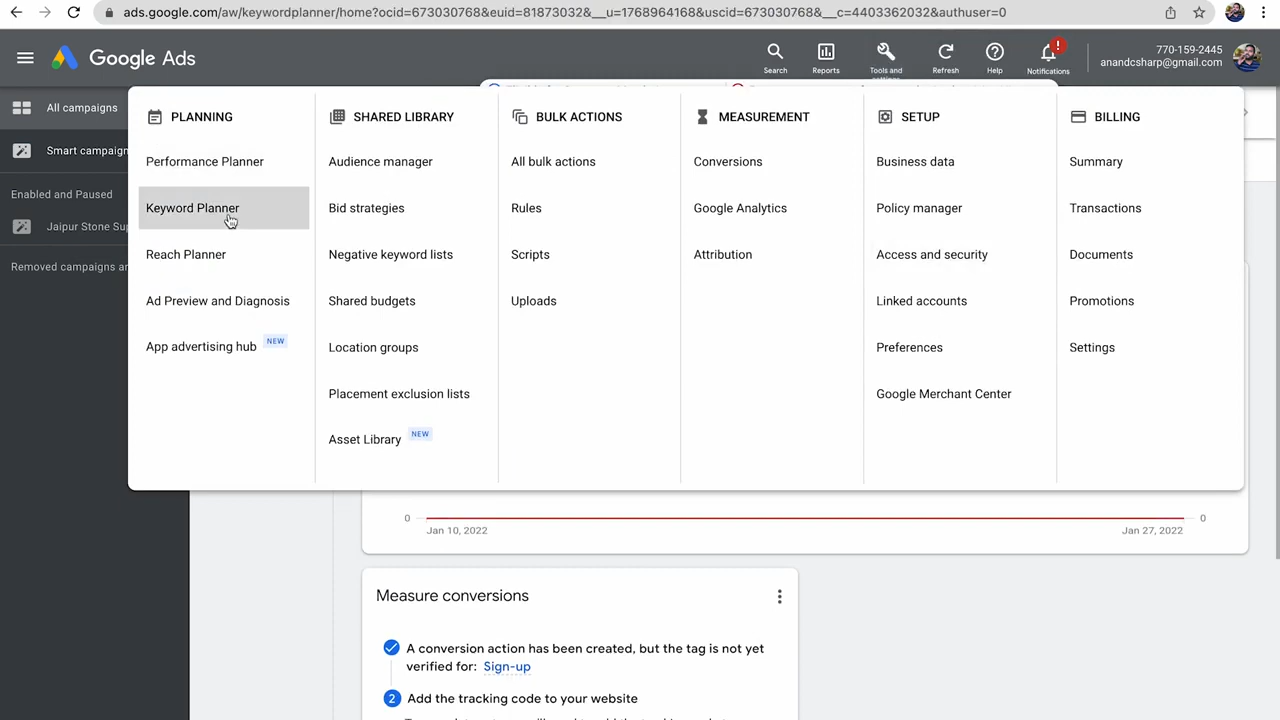 ads.google.com/aw/keywordplanner/home?ocid=673030768&euid=81873032&__u=1768964168&uscid=673030768&__c=4403362032&authuser=0
Google Ads
Search
Reports
Tools and
Refresh
Help
!
Notifications
770-159-2445
anandcsharp@gmail.com
All campaigns
Smart campaign
Enabled and Paused
Jaipur Stone Sup
Removed campaigns ar
PLANNING
Performance Planner
Keyword Planner
Reach Planner
Ad Preview and Diagnosis
App advertising hub NEW
SHARED LIBRARY
Audience manager
Bid strategies
Negative keyword lists
Shared budgets
Location groups
Placement exclusion lists
Asset Library NEW
BULK ACTIONS
All bulk actions
Rules
Scripts
Uploads
MEASUREMENT
Conversions
Google Analytics
Attribution
SETUP
Business data
Policy manager
Access and security
Linked accounts
Preferences
Google Merchant Center
BILLING
Summary
Transactions
Documents
Promotions
Settings
0 0
Jan 10, 2022 Jan 27, 2022
Measure conversions
A conversion action has been created, but the tag is not yet
verified for: Sign-up
2 Add the tracking code to your website